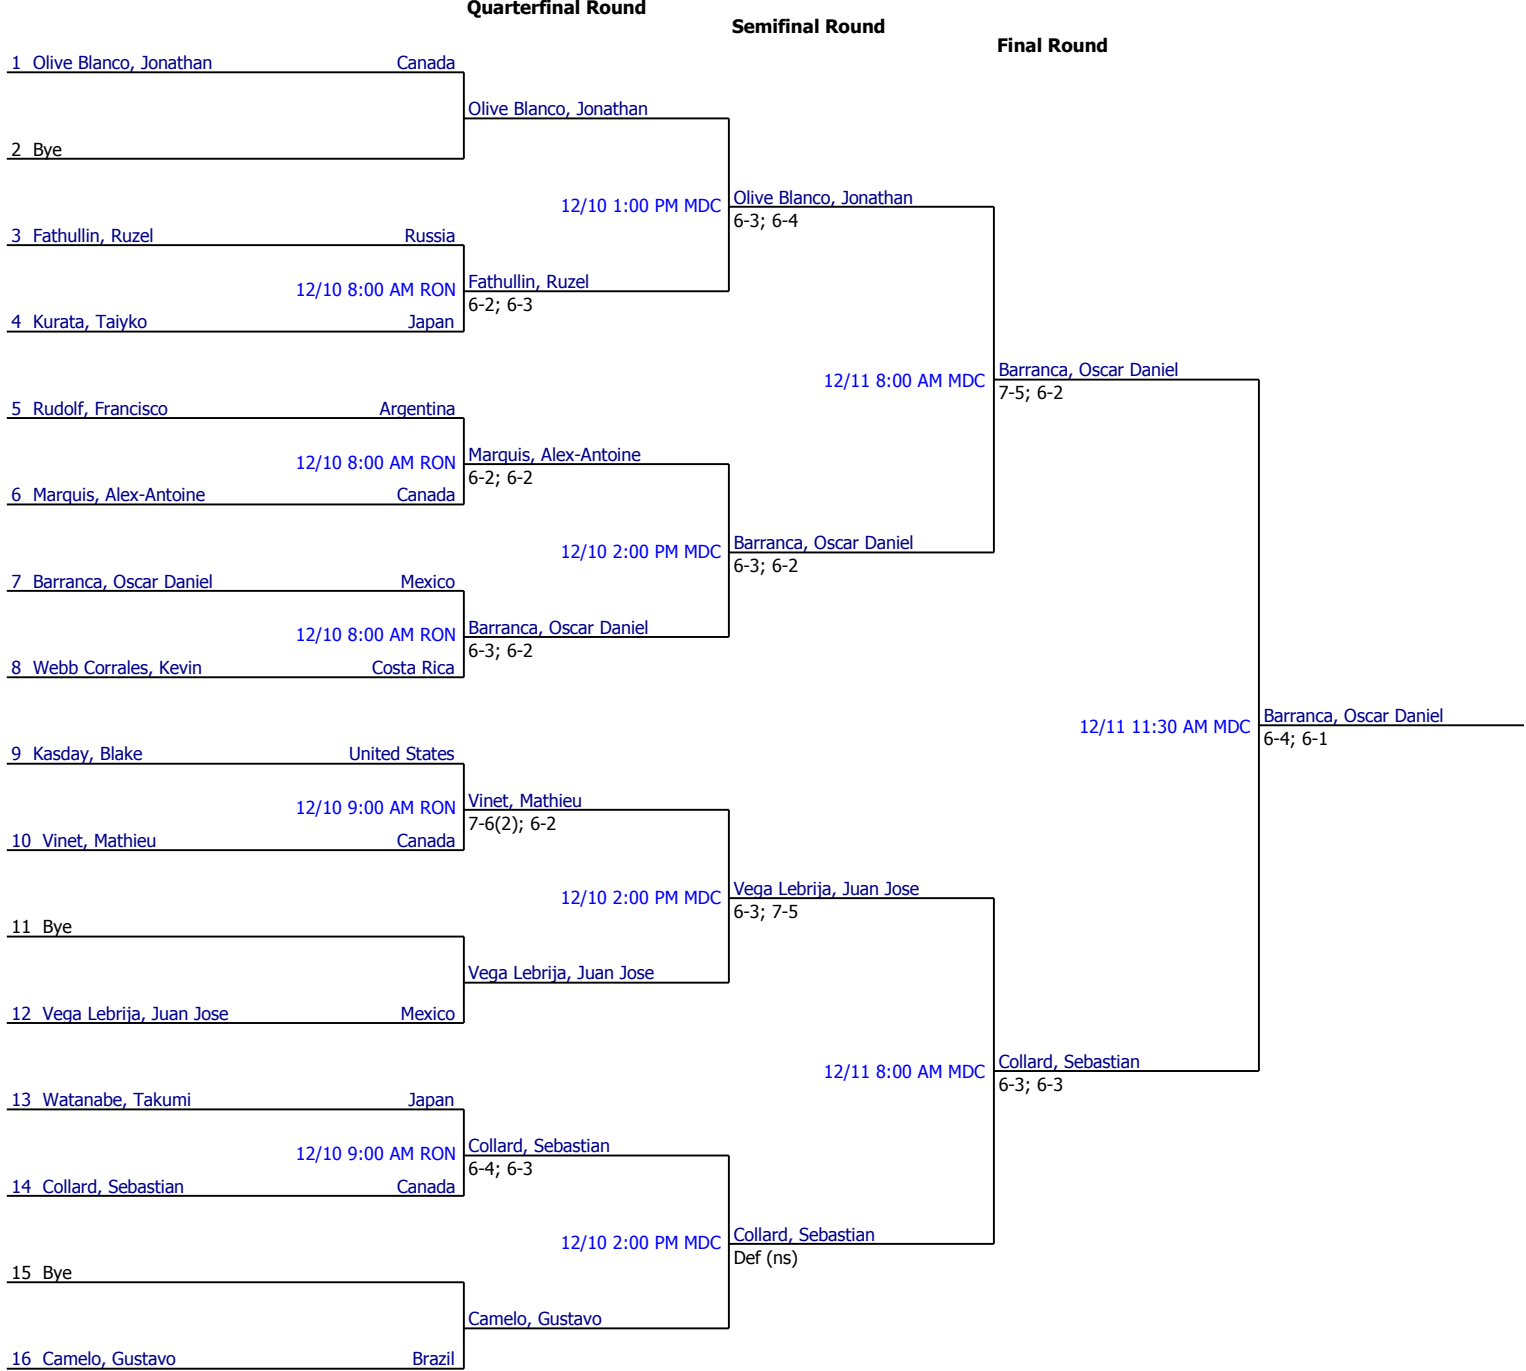 Quarterfinal Round
Semifinal Round
Final Round
1 Olive Blanco, Jonathan Canada
Olive Blanco, Jonathan
2 Bye
12/10 1:00 PM MDC Olive Blanco, Jonathan
6-3; 6-4
3 Fathullin, Ruzel Russia
12/10 8:00 AM RON Fathullin, Ruzel
6-2; 6-3
4 Kurata, Taiyko Japan
12/11 8:00 AM MDC Barranca, Oscar Daniel
7-5; 6-2
5 Rudolf, Francisco Argentina
12/10 8:00 AM RON Marquis, Alex-Antoine
6-2; 6-2
6 Marquis, Alex-Antoine Canada
12/10 2:00 PM MDC Barranca, Oscar Daniel
6-3; 6-2
7 Barranca, Oscar Daniel Mexico
12/10 8:00 AM RON Barranca, Oscar Daniel
6-3; 6-2
8 Webb Corrales, Kevin Costa Rica
12/11 11:30 AM MDC Barranca, Oscar Daniel
6-4; 6-1
9 Kasday, Blake United States
12/10 9:00 AM RON Vinet, Mathieu
7-6(2); 6-2
10 Vinet, Mathieu Canada
12/10 2:00 PM MDC Vega Lebrija, Juan Jose
6-3; 7-5
11 Bye
Vega Lebrija, Juan Jose
12 Vega Lebrija, Juan Jose Mexico
12/11 8:00 AM MDC Collard, Sebastian
6-3; 6-3
13 Watanabe, Takumi Japan
12/10 9:00 AM RON Collard, Sebastian
6-4; 6-3
14 Collard, Sebastian Canada
12/10 2:00 PM MDC Collard, Sebastian
Def (ns)
15 Bye
Camelo, Gustavo
16 Camelo, Gustavo Brazil